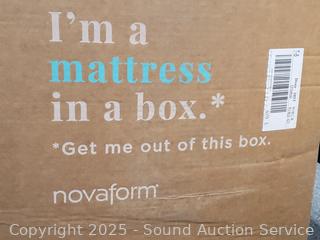 I'm a
mattress
in a box.*
*Get me out of this box.
novaform®
Copyright 2025 - Sound Auction Service